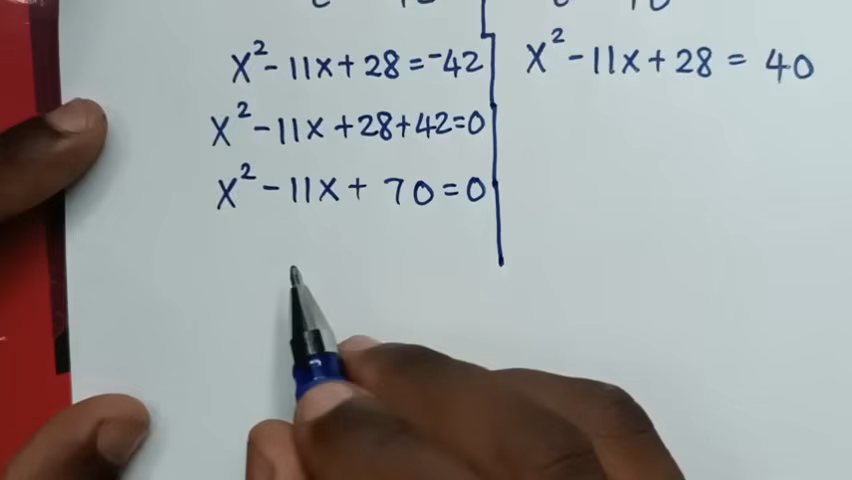 x² - 11x + 28 = -42
x² - 11x + 28 + 42 = 0
x² - 11x + 70 = 0
x² - 11x + 28 = 40